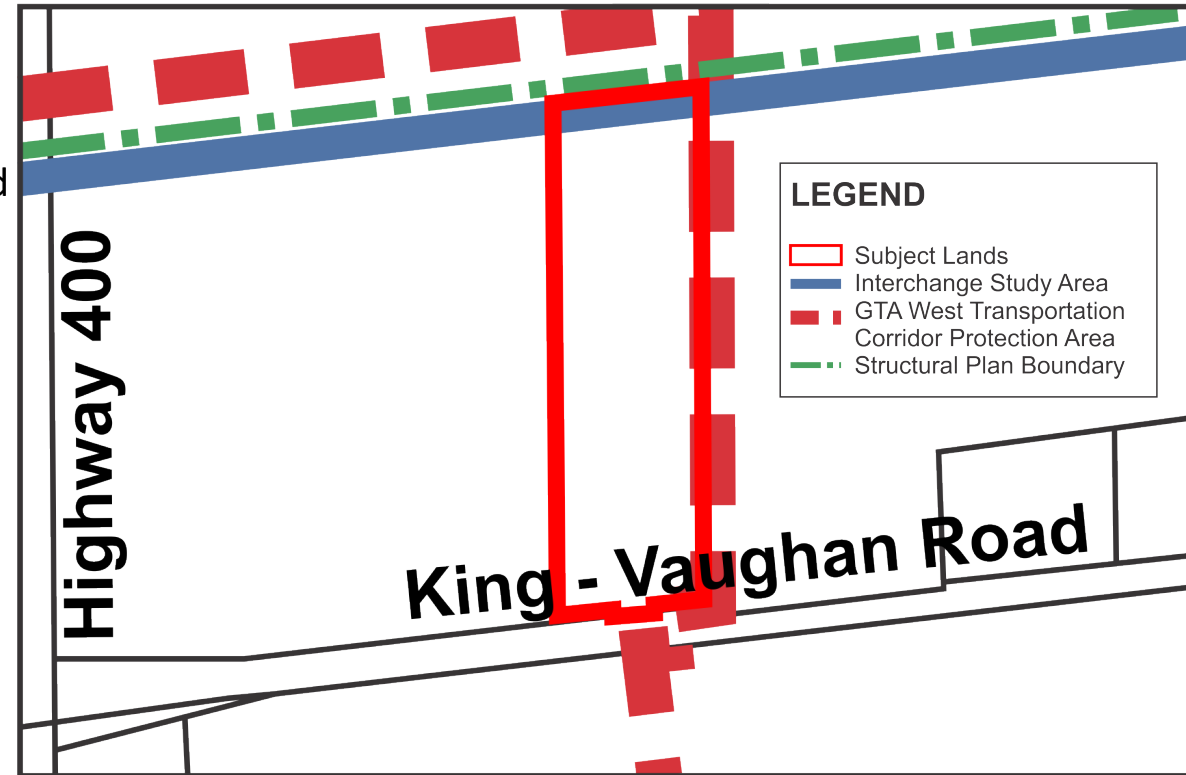 d
Highway 400
LEGEND
Subject Lands
Interchange Study Area
GTA West Transportation
Corridor Protection Area
Structural Plan Boundary
King - Vaughan Road